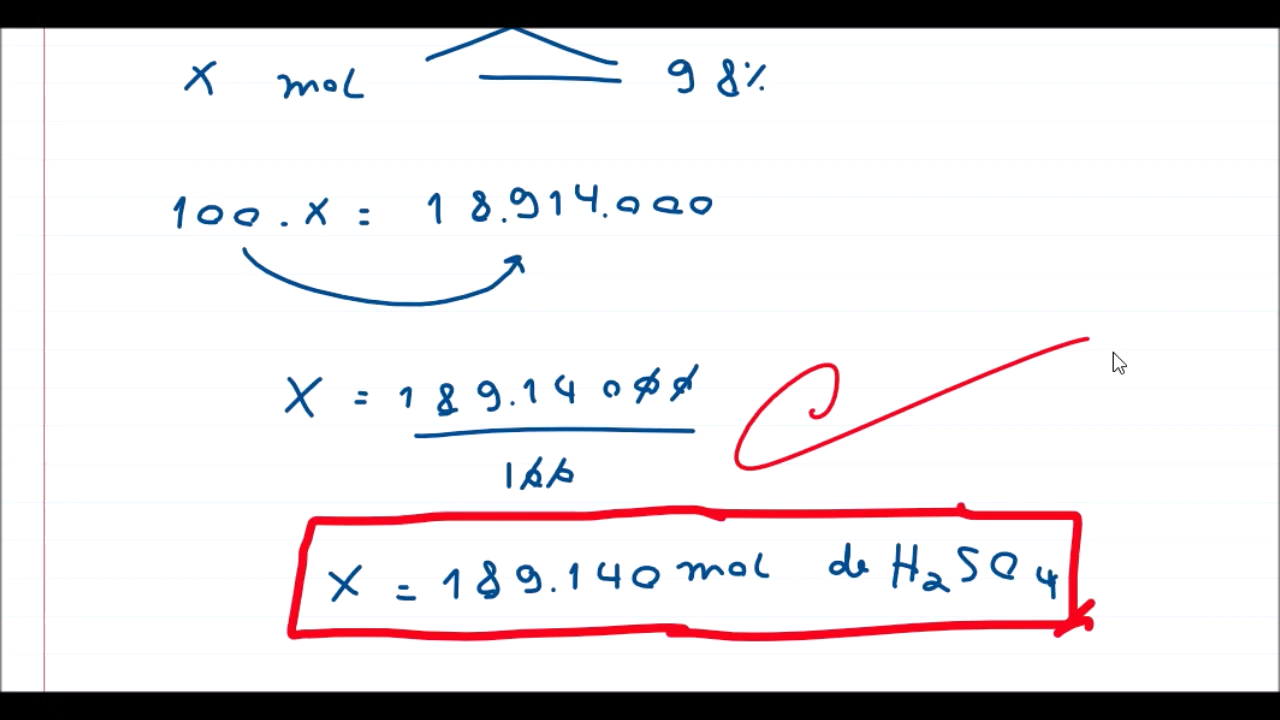 X mol 98%
100 . X = 18.914.000
X = 189.14000
100
X = 189.140 mol de H₂SO₄